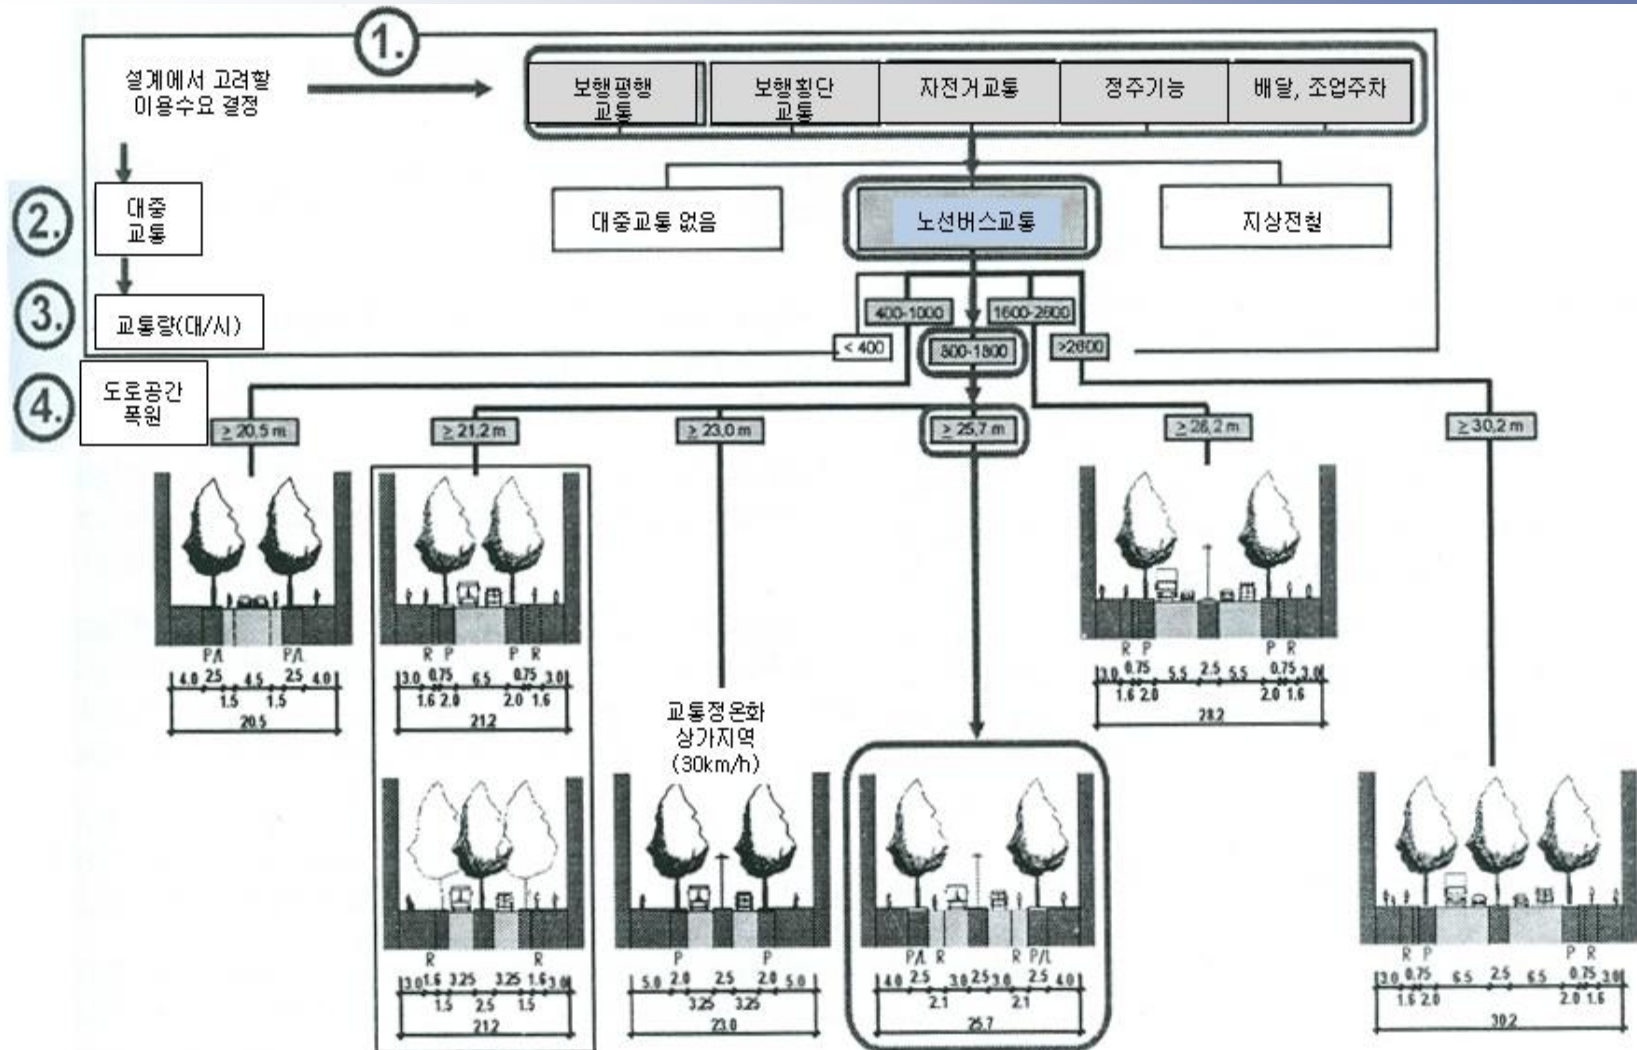 1.
설계에서 고려할
이용수요 결정
보행평행
교통
보행횡단
교통
자전거교통
정주기능
배달, 조업주차
2.
대중
교통
대중교통 없음
노선버스교통
지상전철
3.
교통량(대/시)
400-1000
1600-2600
< 400
800-1800
>2600
4.
도로공간
폭원
≥ 20,5 m
≥ 21,2 m
≥ 23,0 m
≥ 25,7 m
≥ 28,2 m
≥ 30,2 m
P/L P/L
4.0 2.5 4.5 2.5 4.0
1.5 1.5
20.5
R P P R
3.0 0.75 6.5 0.75 3.0
1.6 2.0 2.0 1.6
21.2
R P P R
3.0 0.75 5.5 2.5 5.5 0.75 3.0
1.6 2.0 2.0 1.6
28.2
교통정온화
상가지역
(30km/h)
R R
3.0 1.6 3.25 3.25 1.6 3.0
1.5 2.5 1.5
21.2
P P
5.0 2.0 2.5 2.0 5.0
3.25 3.25
23.0
P/L R R P/L
4.0 2.5 3.0 2.5 3.0 2.5 4.0
2.1 2.1
25.7
R P P R
3.0 0.75 6.5 2.5 6.5 0.75 3.0
1.6 2.0 2.0 1.6
30.2